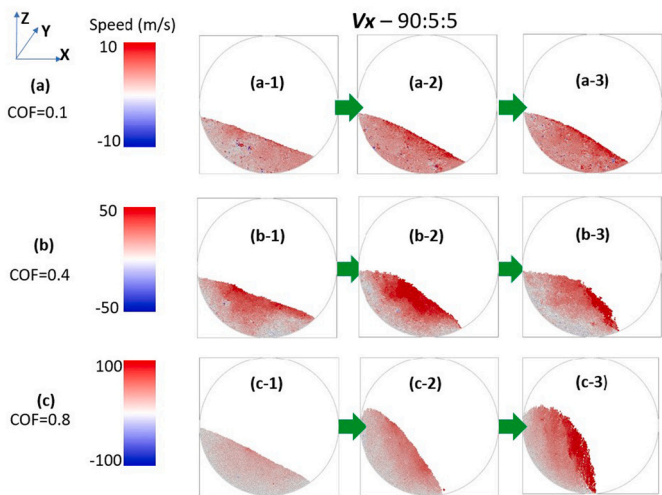 Z
Y
X
Speed (m/s)
Vx – 90:5:5
10
-10
(a)
COF=0.1
(a-1)
(a-2)
(a-3)
50
-50
(b)
COF=0.4
(b-1)
(b-2)
(b-3)
100
-100
(c)
COF=0.8
(c-1)
(c-2)
(c-3)